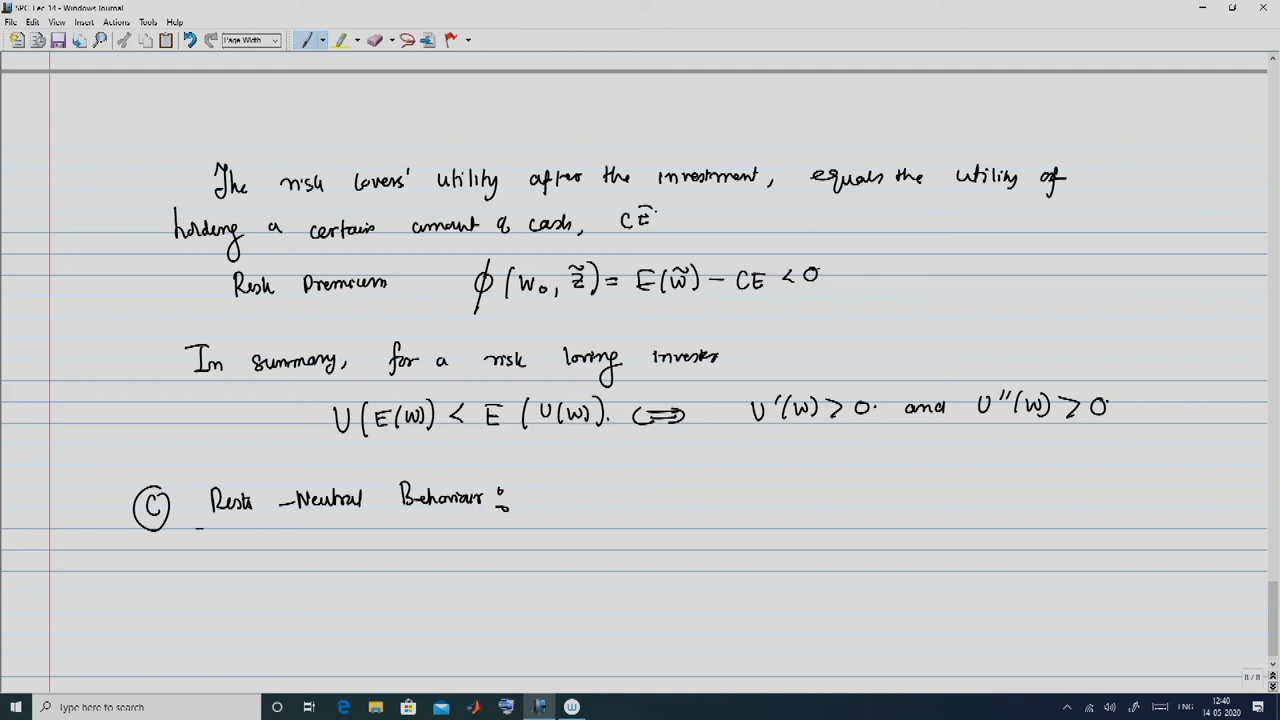 SPC Lec 14 - Windows Journal
File Edit View Insert Actions Tools Help
Page Width
The risk lovers' utility after the investment, equals the utility of
holding a certain amount of cash, CE
Risk Premium φ(W₀, z̃) = E(w̃) - CE < 0
In summary, for a risk loving investor
U(E(W)) < E(U(W)). ⟺ U'(W) > 0. and U''(W) > 0.
Ⓒ Risk-Neutral Behaviour :
8/8
Type here to search
ENG
12:40
14-05-2020